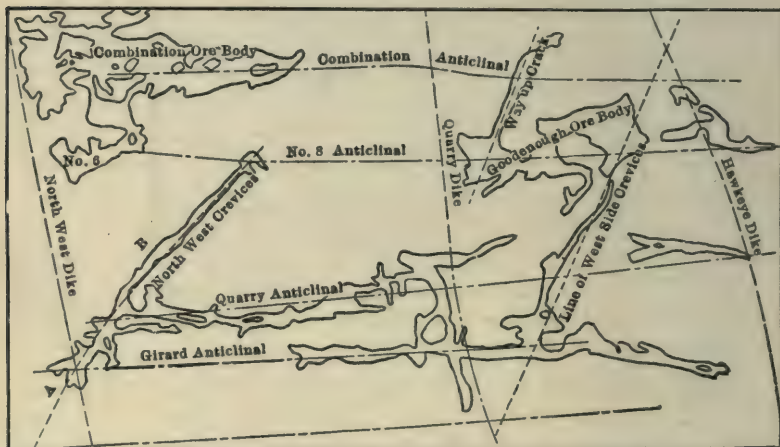 Combination Ore Body
Combination Anticlinal
Way up Crack
Goodenough Ore Body
No. 6
No. 8 Anticlinal
Quarry Dike
North West Dike
B
North West Crevices
Hawkeye Dike
Line of West Side Crevices
Quarry Anticlinal
Girard Anticlinal
A